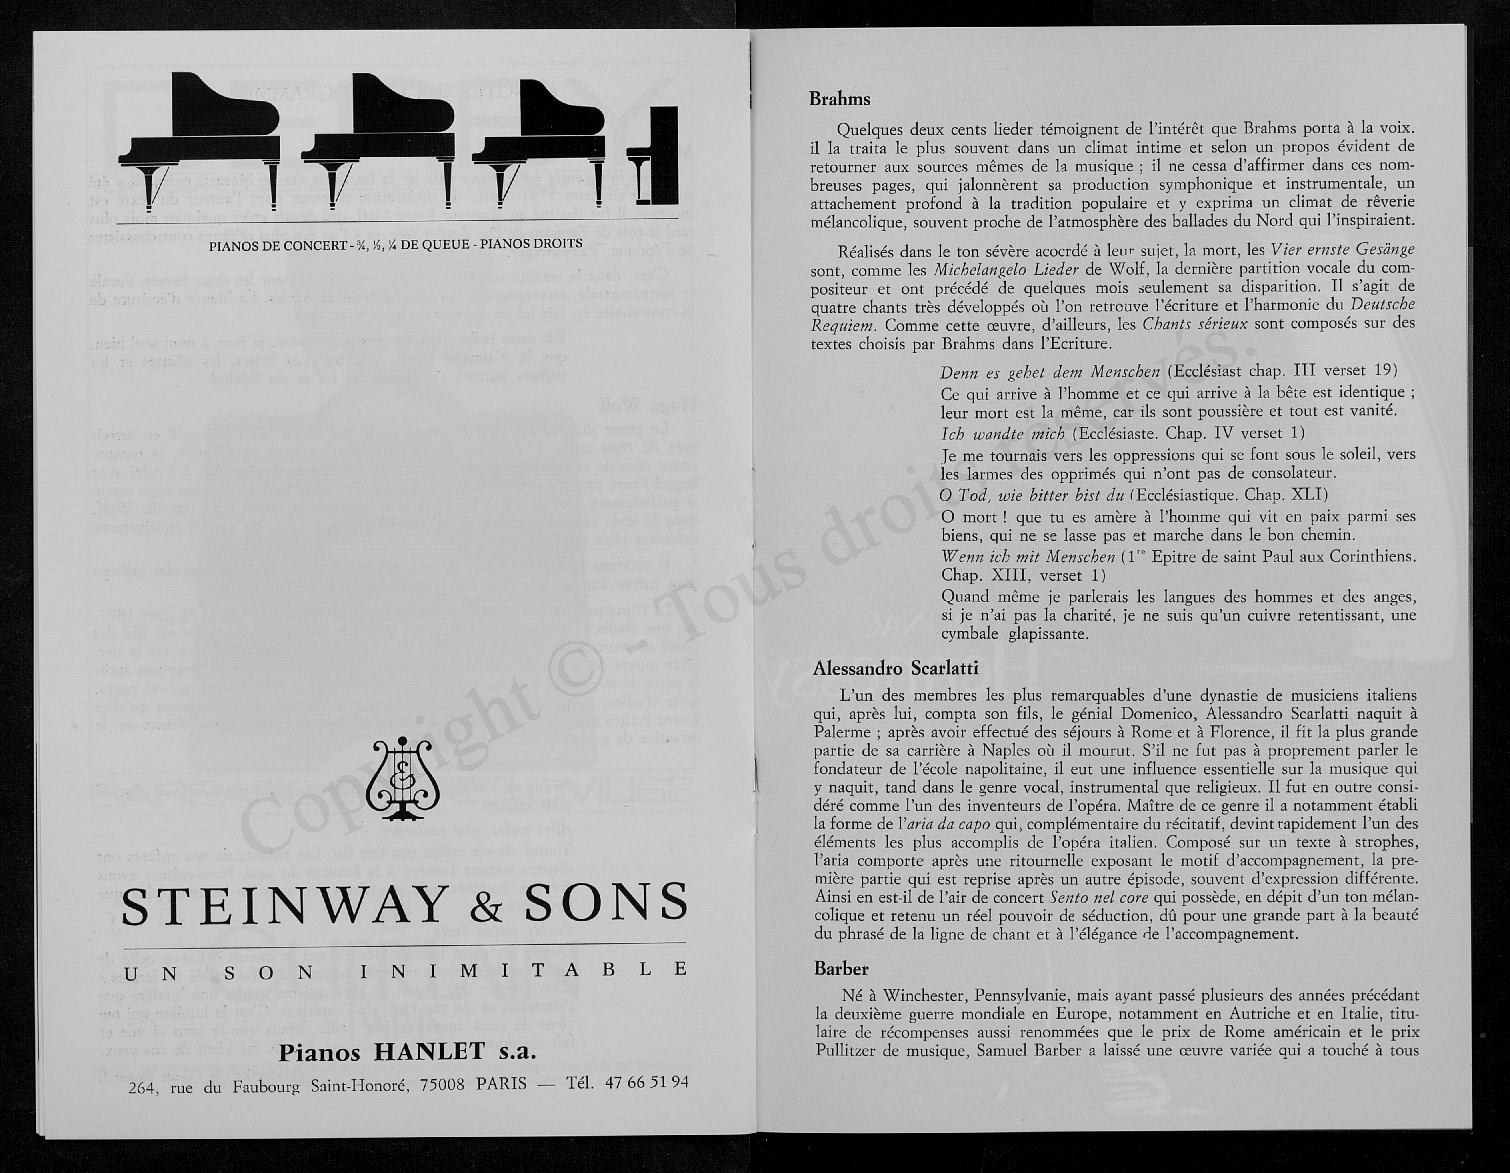 PIANOS DE CONCERT - ¾, ½, ¼ DE QUEUE - PIANOS DROITS
&
STEINWAY & SONS
UN SON INIMITABLE
Pianos HANLET s.a.
264, rue du Faubourg Saint-Honoré, 75008 PARIS — Tél. 47 66 51 94
Copyright © - Tous droits réservés.
Brahms
Quelques deux cents lieder témoignent de l'intérêt que Brahms porta à la voix.
il la traita le plus souvent dans un climat intime et selon un propos évident de
retourner aux sources mêmes de la musique ; il ne cessa d'affirmer dans ces nom-
breuses pages, qui jalonnèrent sa production symphonique et instrumentale, un
attachement profond à la tradition populaire et y exprima un climat de rêverie
mélancolique, souvent proche de l'atmosphère des ballades du Nord qui l'inspiraient.
Réalisés dans le ton sévère acocrdé à leur sujet, la mort, les Vier ernste Gesänge
sont, comme les Michelangelo Lieder de Wolf, la dernière partition vocale du com-
positeur et ont précédé de quelques mois seulement sa disparition. Il s'agit de
quatre chants très développés où l'on retrouve l'écriture et l'harmonie du Deutsche
Requiem. Comme cette œuvre, d'ailleurs, les Chants sérieux sont composés sur des
textes choisis par Brahms dans l'Ecriture.
Denn es gehet dem Menschen (Ecclésiast chap. III verset 19)
Ce qui arrive à l'homme et ce qui arrive à la bête est identique ;
leur mort est la même, car ils sont poussière et tout est vanité.
Ich wandte mich (Ecclésiaste. Chap. IV verset 1)
Je me tournais vers les oppressions qui se font sous le soleil, vers
les larmes des opprimés qui n'ont pas de consolateur.
O Tod, wie bitter bist du (Ecclésiastique. Chap. XLI)
O mort ! que tu es amère à l'homme qui vit en paix parmi ses
biens, qui ne se lasse pas et marche dans le bon chemin.
Wenn ich mit Menschen (1re Epitre de saint Paul aux Corinthiens.
Chap. XIII, verset 1)
Quand même je parlerais les langues des hommes et des anges,
si je n'ai pas la charité, je ne suis qu'un cuivre retentissant, une
cymbale glapissante.
Alessandro Scarlatti
L'un des membres les plus remarquables d'une dynastie de musiciens italiens
qui, après lui, compta son fils, le génial Domenico, Alessandro Scarlatti naquit à
Palerme ; après avoir effectué des séjours à Rome et à Florence, il fit la plus grande
partie de sa carrière à Naples où il mourut. S'il ne fut pas à proprement parler le
fondateur de l'école napolitaine, il eut une influence essentielle sur la musique qui
y naquit, tand dans le genre vocal, instrumental que religieux. Il fut en outre consi-
déré comme l'un des inventeurs de l'opéra. Maître de ce genre il a notamment établi
la forme de l'aria da capo qui, complémentaire du récitatif, devint rapidement l'un des
éléments les plus accomplis de l'opéra italien. Composé sur un texte à strophes,
l'aria comporte après une ritournelle exposant le motif d'accompagnement, la pre-
mière partie qui est reprise après un autre épisode, souvent d'expression différente.
Ainsi en est-il de l'air de concert Sento nel core qui possède, en dépit d'un ton mélan-
colique et retenu un réel pouvoir de séduction, dû pour une grande part à la beauté
du phrasé de la ligne de chant et à l'élégance de l'accompagnement.
Barber
Né à Winchester, Pennsylvanie, mais ayant passé plusieurs des années précédant
la deuxième guerre mondiale en Europe, notamment en Autriche et en Italie, titu-
laire de récompenses aussi renommées que le prix de Rome américain et le prix
Pullitzer de musique, Samuel Barber a laissé une œuvre variée qui a touché à tous